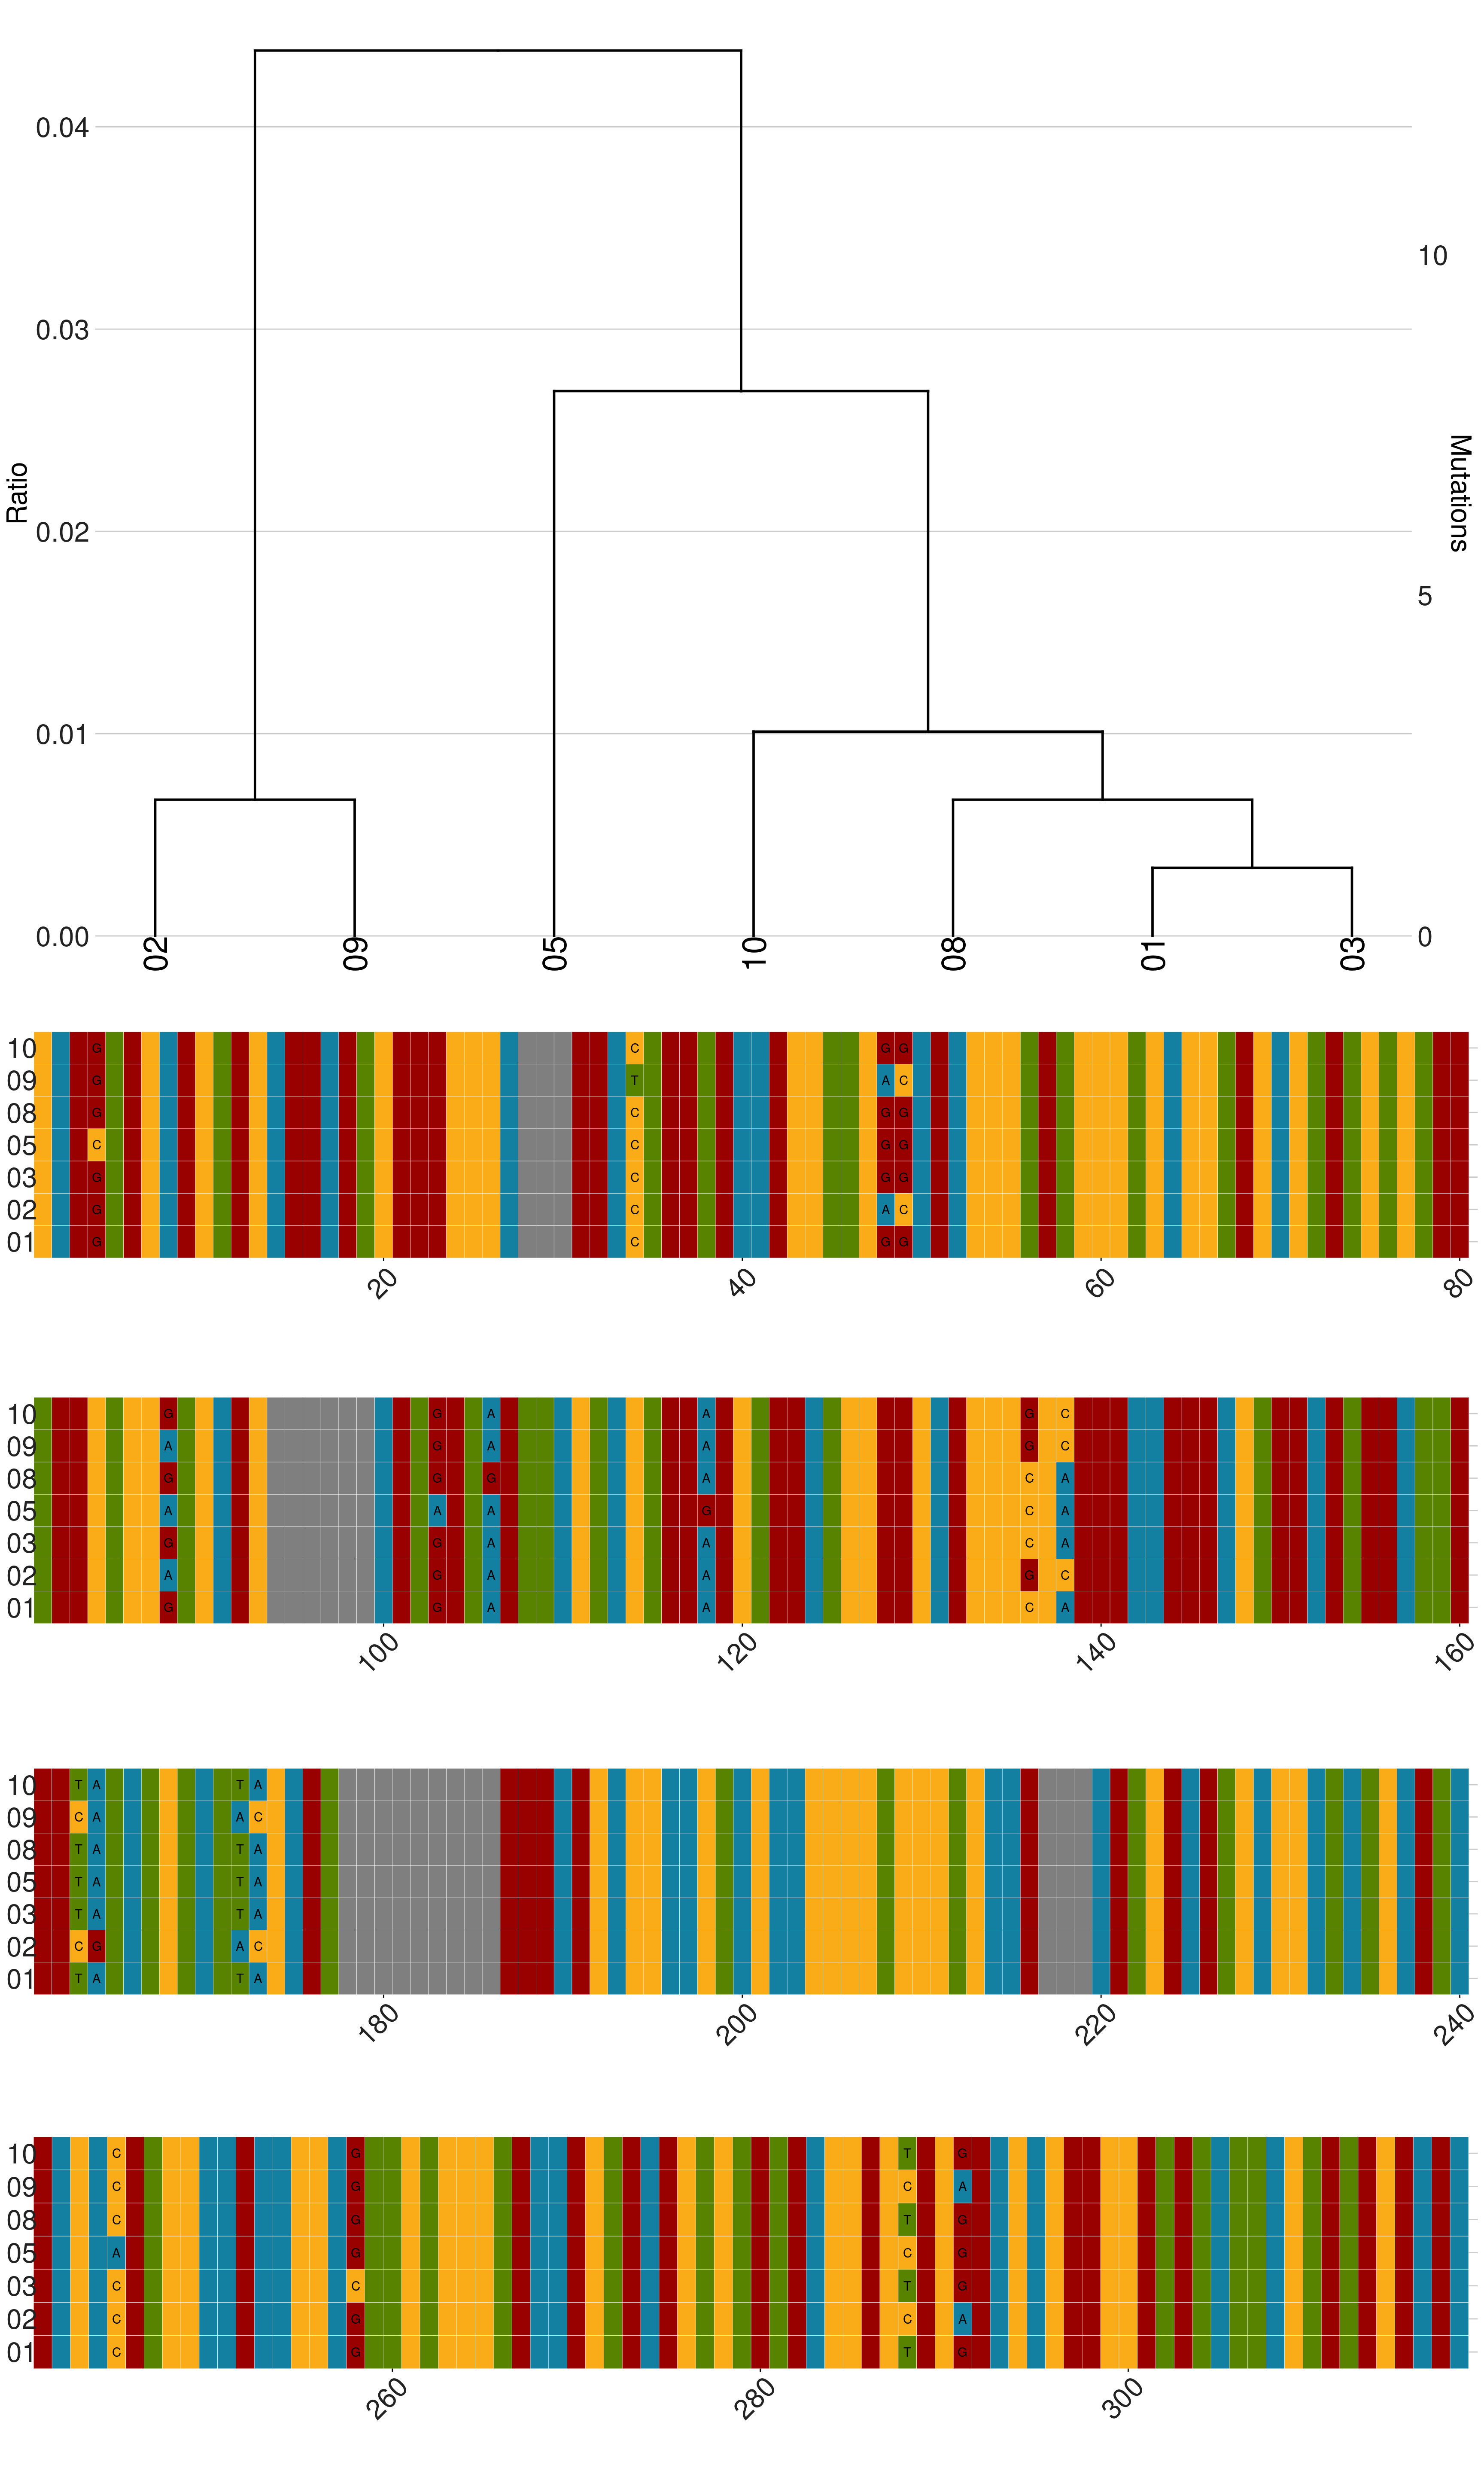 0.04
10
0.03
Ratio
Mutations
0.02
5
0.01
0.00
0
02 09 05 10 08 01 03
10 G C G G
09 G T A C
08 G C G G
05 C C G G
03 G C G G
02 G C A C
01 G C G G
20 40 60 80
10 G G A A G C
09 A G A A G C
08 G G G A C A
05 A A A G C A
03 G G A A C A
02 A G A A G C
01 G G A A C A
100 120 140 160
10 T A T A
09 C A A C
08 T A T A
05 T A T A
03 T A T A
02 C G A C
01 T A T A
180 200 220 240
10 C G T G
09 C G C A
08 C G T G
05 A G C G
03 C C T G
02 C G C A
01 C G T G
260 280 300